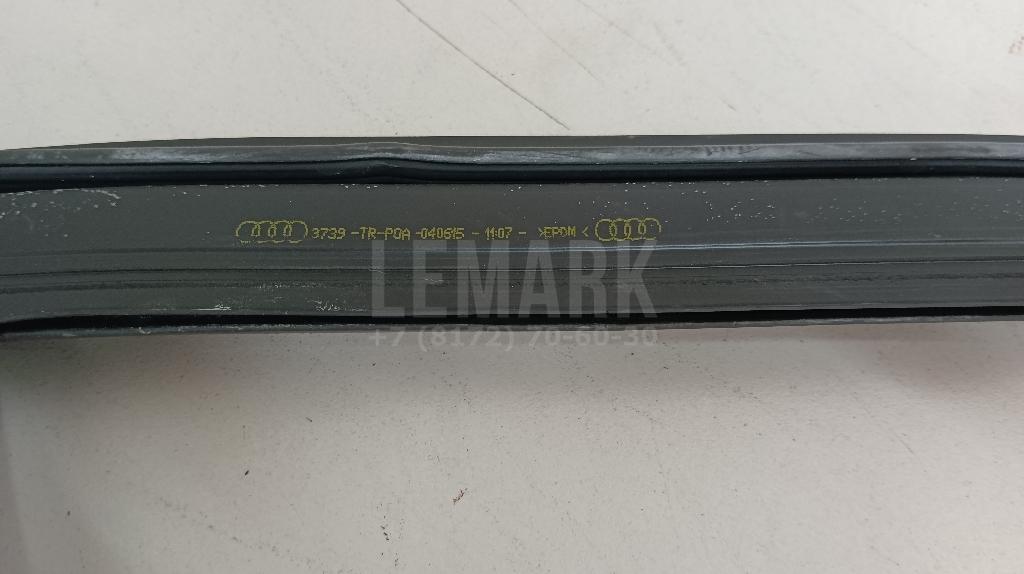 3739 -TR-POA -040615 - 11:07 - >EPDM<
LEMARK
+7 (8172) 70-60-30